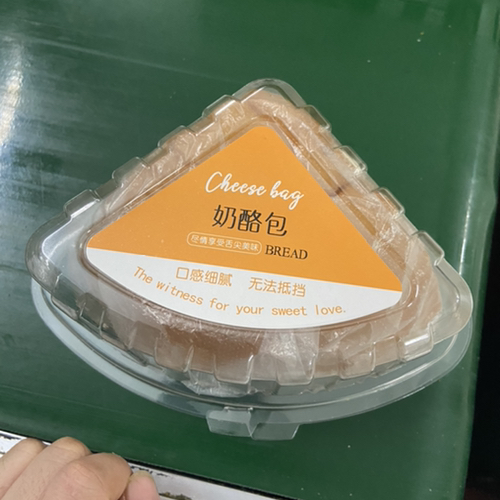 Cheese bag
奶酪包
尽情享受舌尖美味 BREAD
口感细腻 无法抵挡
The witness for your sweet love.